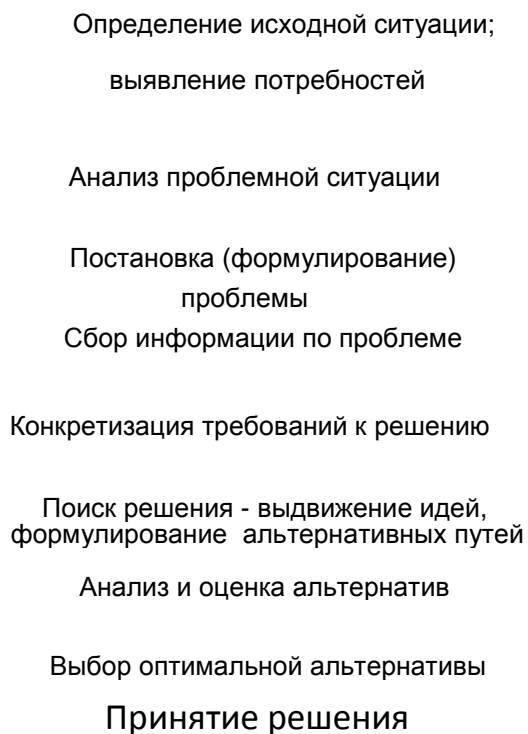 Определение исходной ситуации;
выявление потребностей
Анализ проблемной ситуации
Постановка (формулирование)
проблемы
Сбор информации по проблеме
Конкретизация требований к решению
Поиск решения - выдвижение идей,
формулирование  альтернативных путей
Анализ и оценка альтернатив
Выбор оптимальной альтернативы
Принятие решения